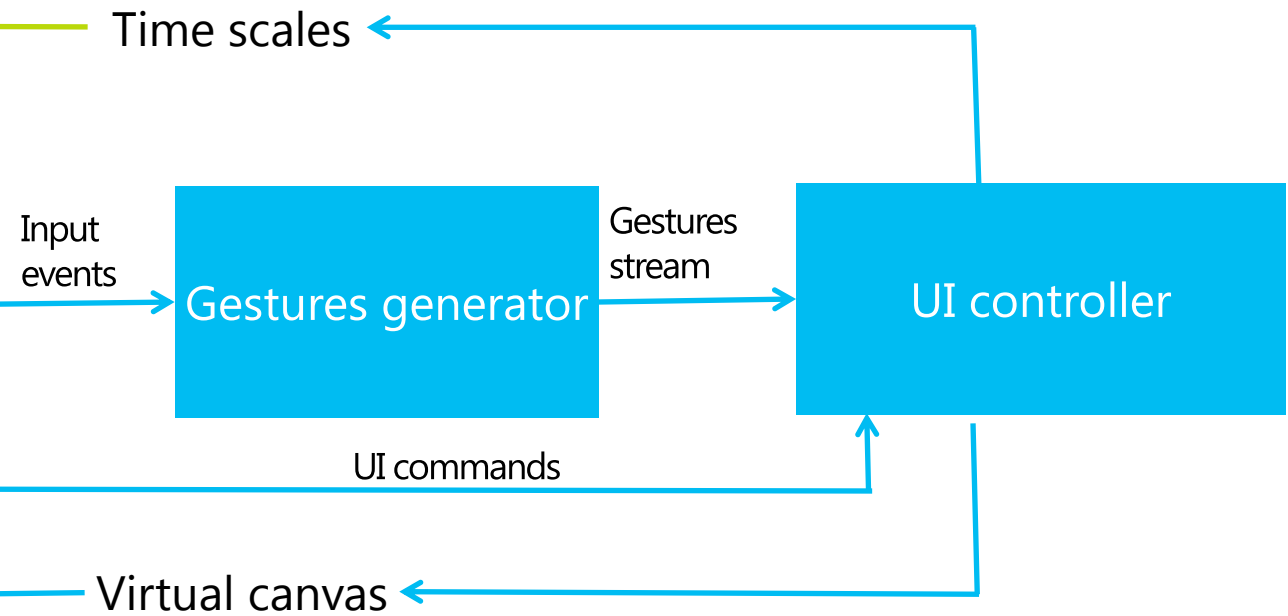 Time scales
Input
events
Gestures generator
Gestures
stream
UI controller
UI commands
Virtual canvas